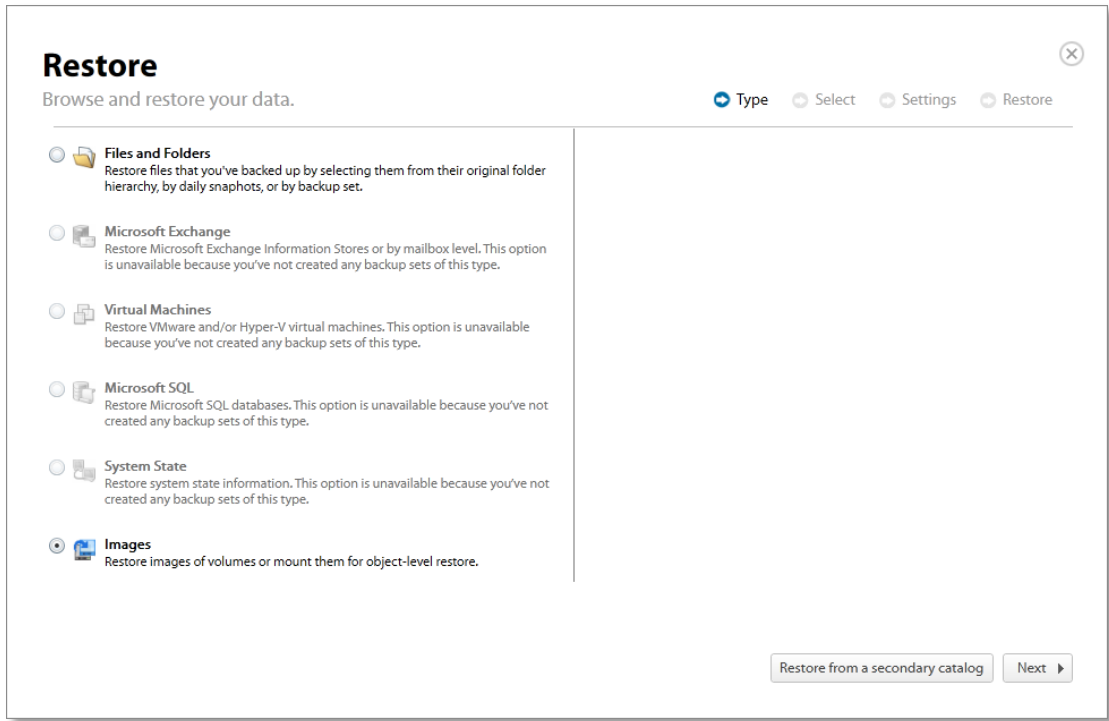 Restore
Browse and restore your data.
Type Select Settings Restore
Files and Folders
Restore files that you've backed up by selecting them from their original folder
hierarchy, by daily snaphots, or by backup set.
Microsoft Exchange
Restore Microsoft Exchange Information Stores or by mailbox level. This option
is unavailable because you've not created any backup sets of this type.
Virtual Machines
Restore VMware and/or Hyper-V virtual machines. This option is unavailable
because you've not created any backup sets of this type.
Microsoft SQL
Restore Microsoft SQL databases. This option is unavailable because you've not
created any backup sets of this type.
System State
Restore system state information. This option is unavailable because you've not
created any backup sets of this type.
Images
Restore images of volumes or mount them for object-level restore.
Restore from a secondary catalog Next